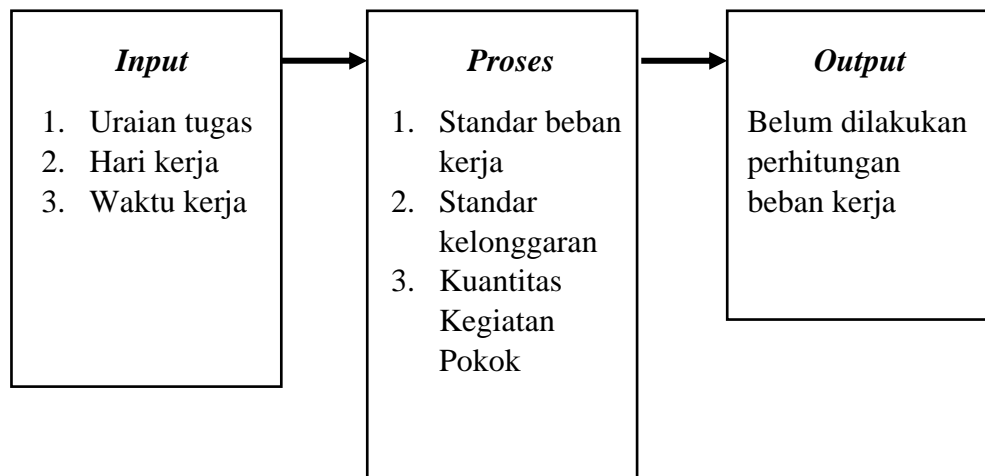 Input
1. Uraian tugas
2. Hari kerja
3. Waktu kerja
Proses
1. Standar beban
kerja
2. Standar
kelonggaran
3. Kuantitas
Kegiatan
Pokok
Output
Belum dilakukan
perhitungan
beban kerja